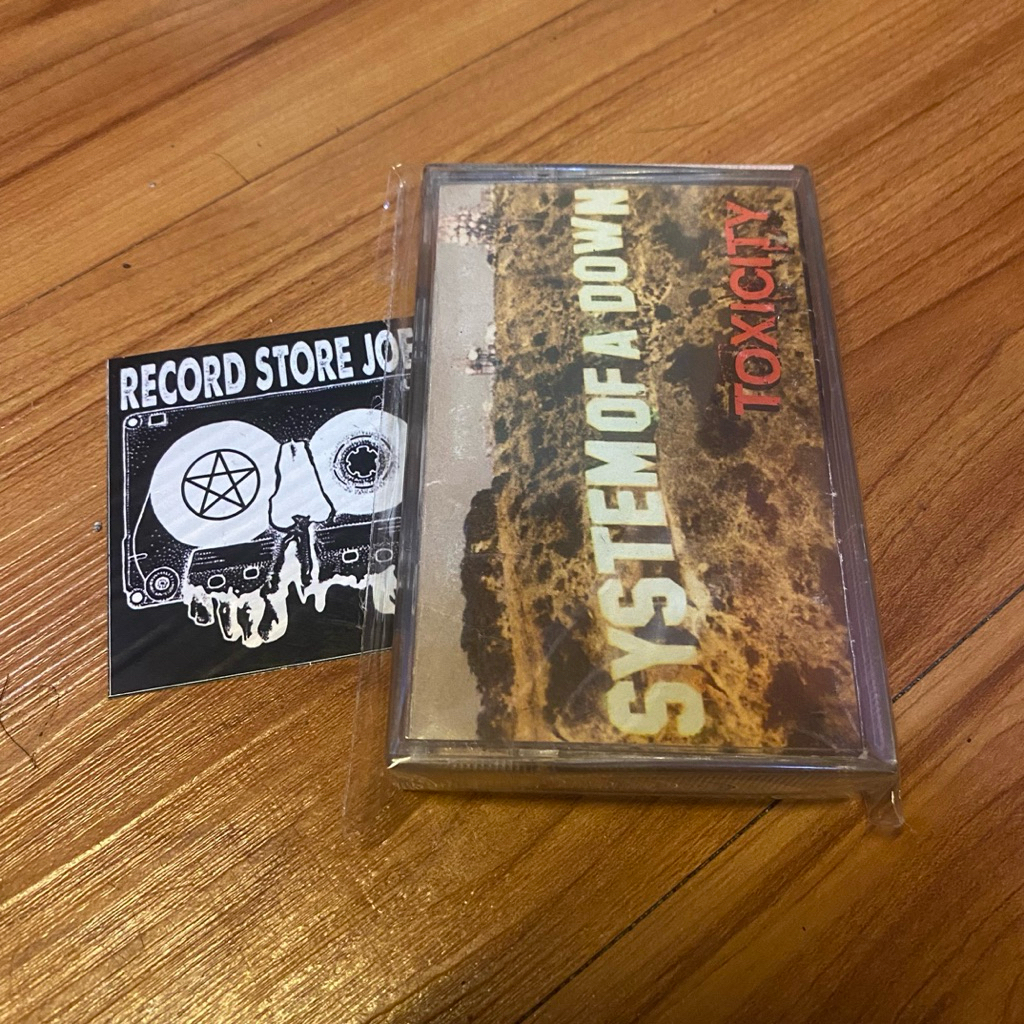 RECORD STORE JOE
SYSTEM OF A DOWN
TOXICITY